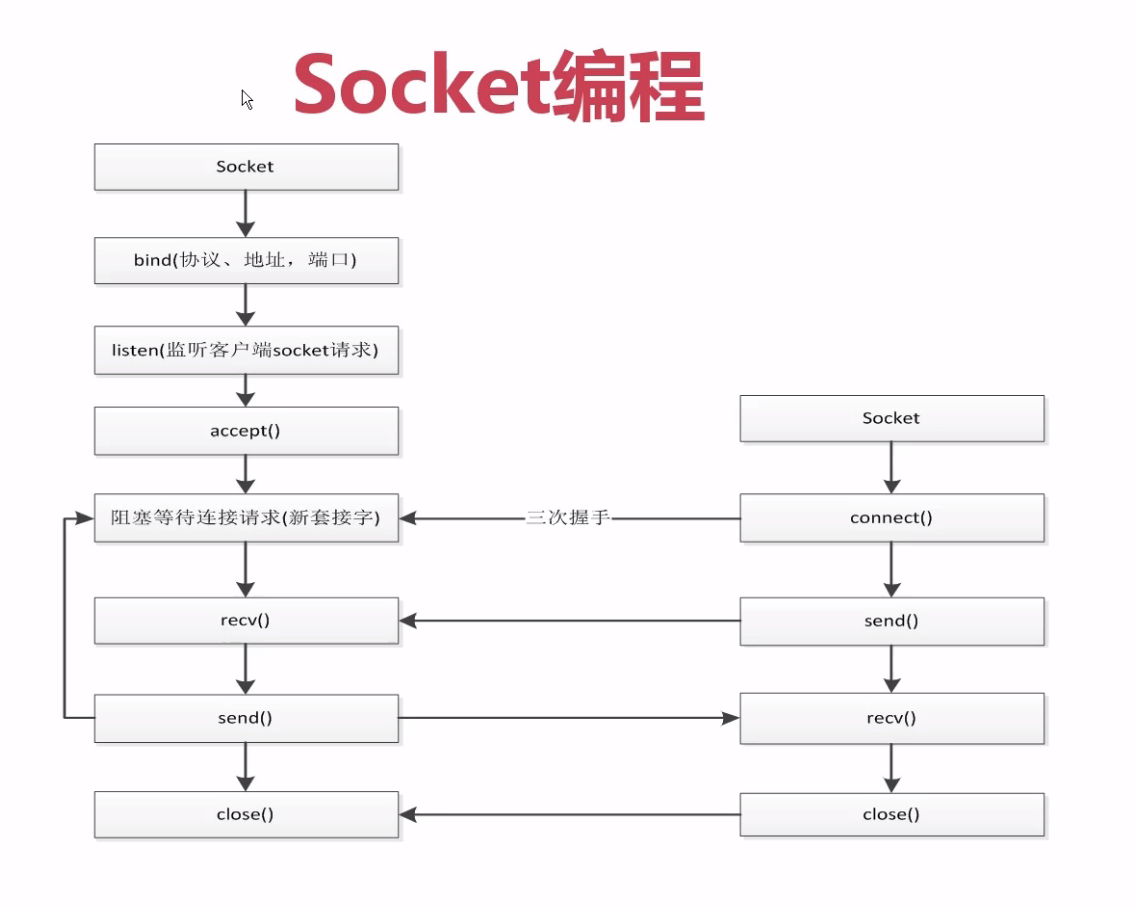 Socket编程
Socket
bind(协议、地址，端口)
listen(监听客户端socket请求)
accept()
Socket
阻塞等待连接请求(新套接字)
三次握手
connect()
recv()
send()
send()
recv()
close()
close()